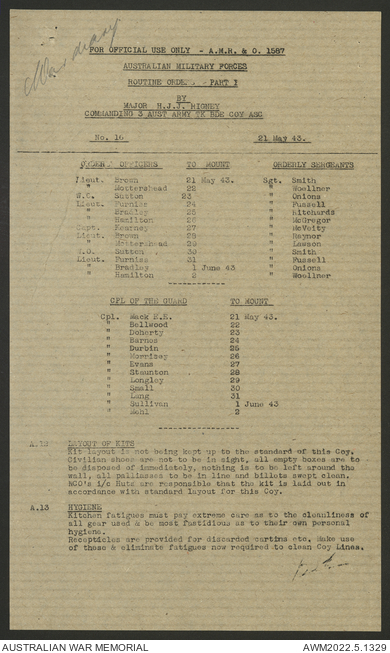 War diary
FOR OFFICIAL USE ONLY - A.M.R. & O. 1587
AUSTRALIAN MILITARY FORCES
ROUTINE ORDERS - PART I
BY
MAJOR H.J.J. RIGNEY
COMMANDING 3 AUST ARMY TK BDE COY ASC
No. 16 21 May 43.
ORDERLY OFFICERS TO MOUNT ORDERLY SERGEANTS
Lieut. Brown 21 May 43. Sgt. Smith
" Mottershead 22 " Woellner
W.O. Sutton 23 " Onions
Lieut. Furniss 24 " Fussell
" Bradley 25 " Ritchards
" Hamilton 26 " McGregor
Capt. Kearney 27 " McVeity
Lieut. Brown 28 " Raynor
" Mottershead 29 " Lawson
W.O. Sutton 30 " Smith
Lieut. Furniss 31 " Fussell
" Bradley 1 June 43 " Onions
" Hamilton 2 " Woellner
------------
CPL OF THE GUARD TO MOUNT
Cpl. Mack K.K. 21 May 43.
" Bellwood 22
" Doherty 23
" Barnes 24
" Durbin 25
" Morrissy 26
" Evans 27
" Staunton 28
" Longley 29
" Small 30
" Lang 31
" Sullivan 1 June 43
" Mohl 2
---------------
A.12 LAYOUT OF KITS
Kit layout is not being kept up to the standard of this Coy.
Civilian shoes are not to be in sight, all empty boxes are to
be disposed of immediately, nothing is to be left around the
wall, all palliasses to be in line and billets swept clean.
NCO's i/c Huts are responsible that the kit is laid out in
accordance with standard layout for this Coy.
A.13 HYGIENE
Kitchen fatigues must pay extreme care as to the cleanliness of
all gear used & be most fastidious as to their own personal
hygiene.
Recepticles are provided for discarded cartins etc. Make use
of these & eliminate fatigues now required to clean Coy Lines.
AUSTRALIAN WAR MEMORIAL AWM2022.5.1329